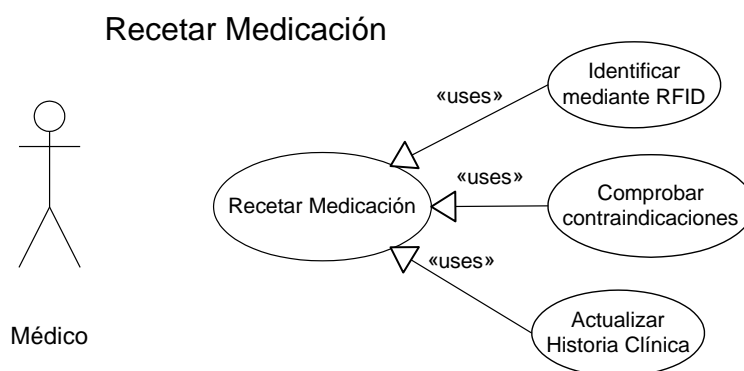 Recetar Medicación
Identificar
mediante RFID
«uses»
«uses»
Recetar Medicación
Comprobar
contraindicaciones
«uses»
Médico
Actualizar
Historia Clínica